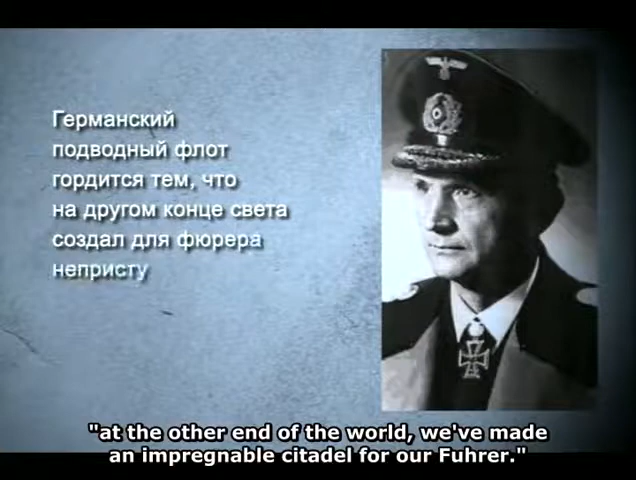 Германский
подводный флот
гордится тем, что
на другом конце света
создал для фюрера
непристу
"at the other end of the world, we've made
an impregnable citadel for our Fuhrer."